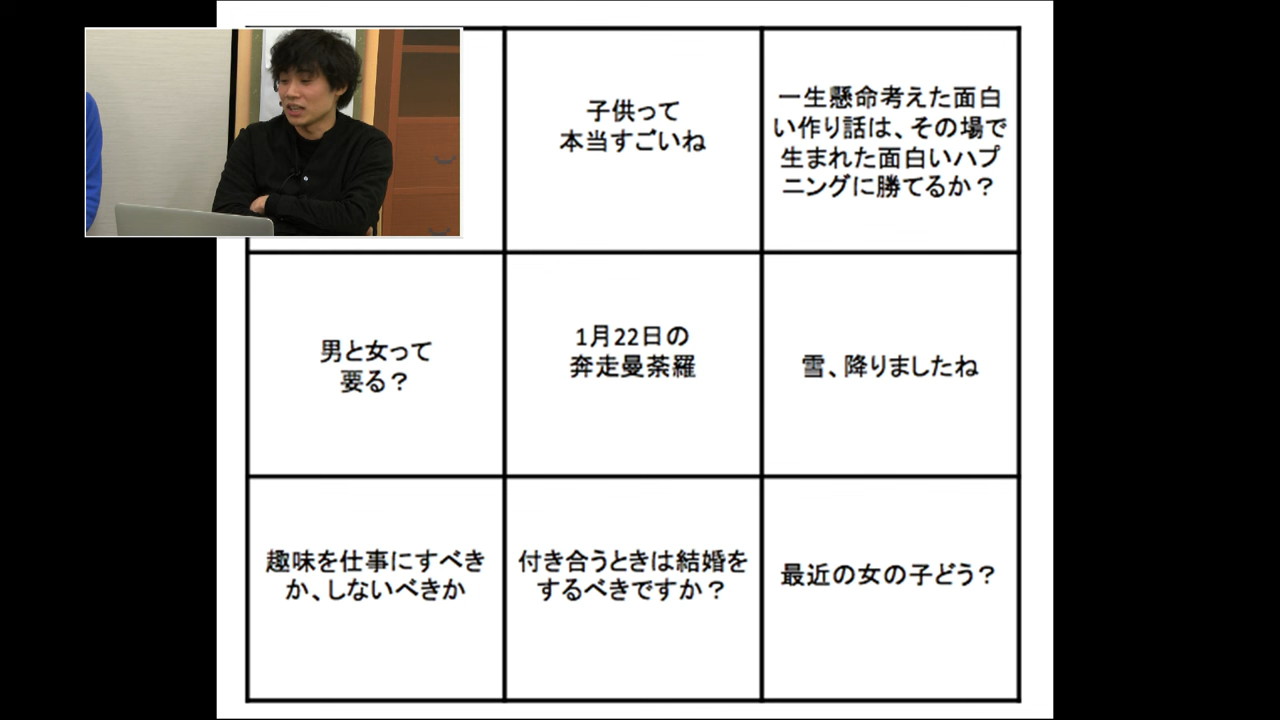 子供って
本当すごいね
一生懸命考えた面白
い作り話は、その場で
生まれた面白いハプ
ニングに勝てるか？
男と女って
要る？
1月22日の
奔走曼荼羅
雪、降りましたね
趣味を仕事にすべき
か、しないべきか
付き合うときは結婚を
するべきですか？
最近の女の子どう？